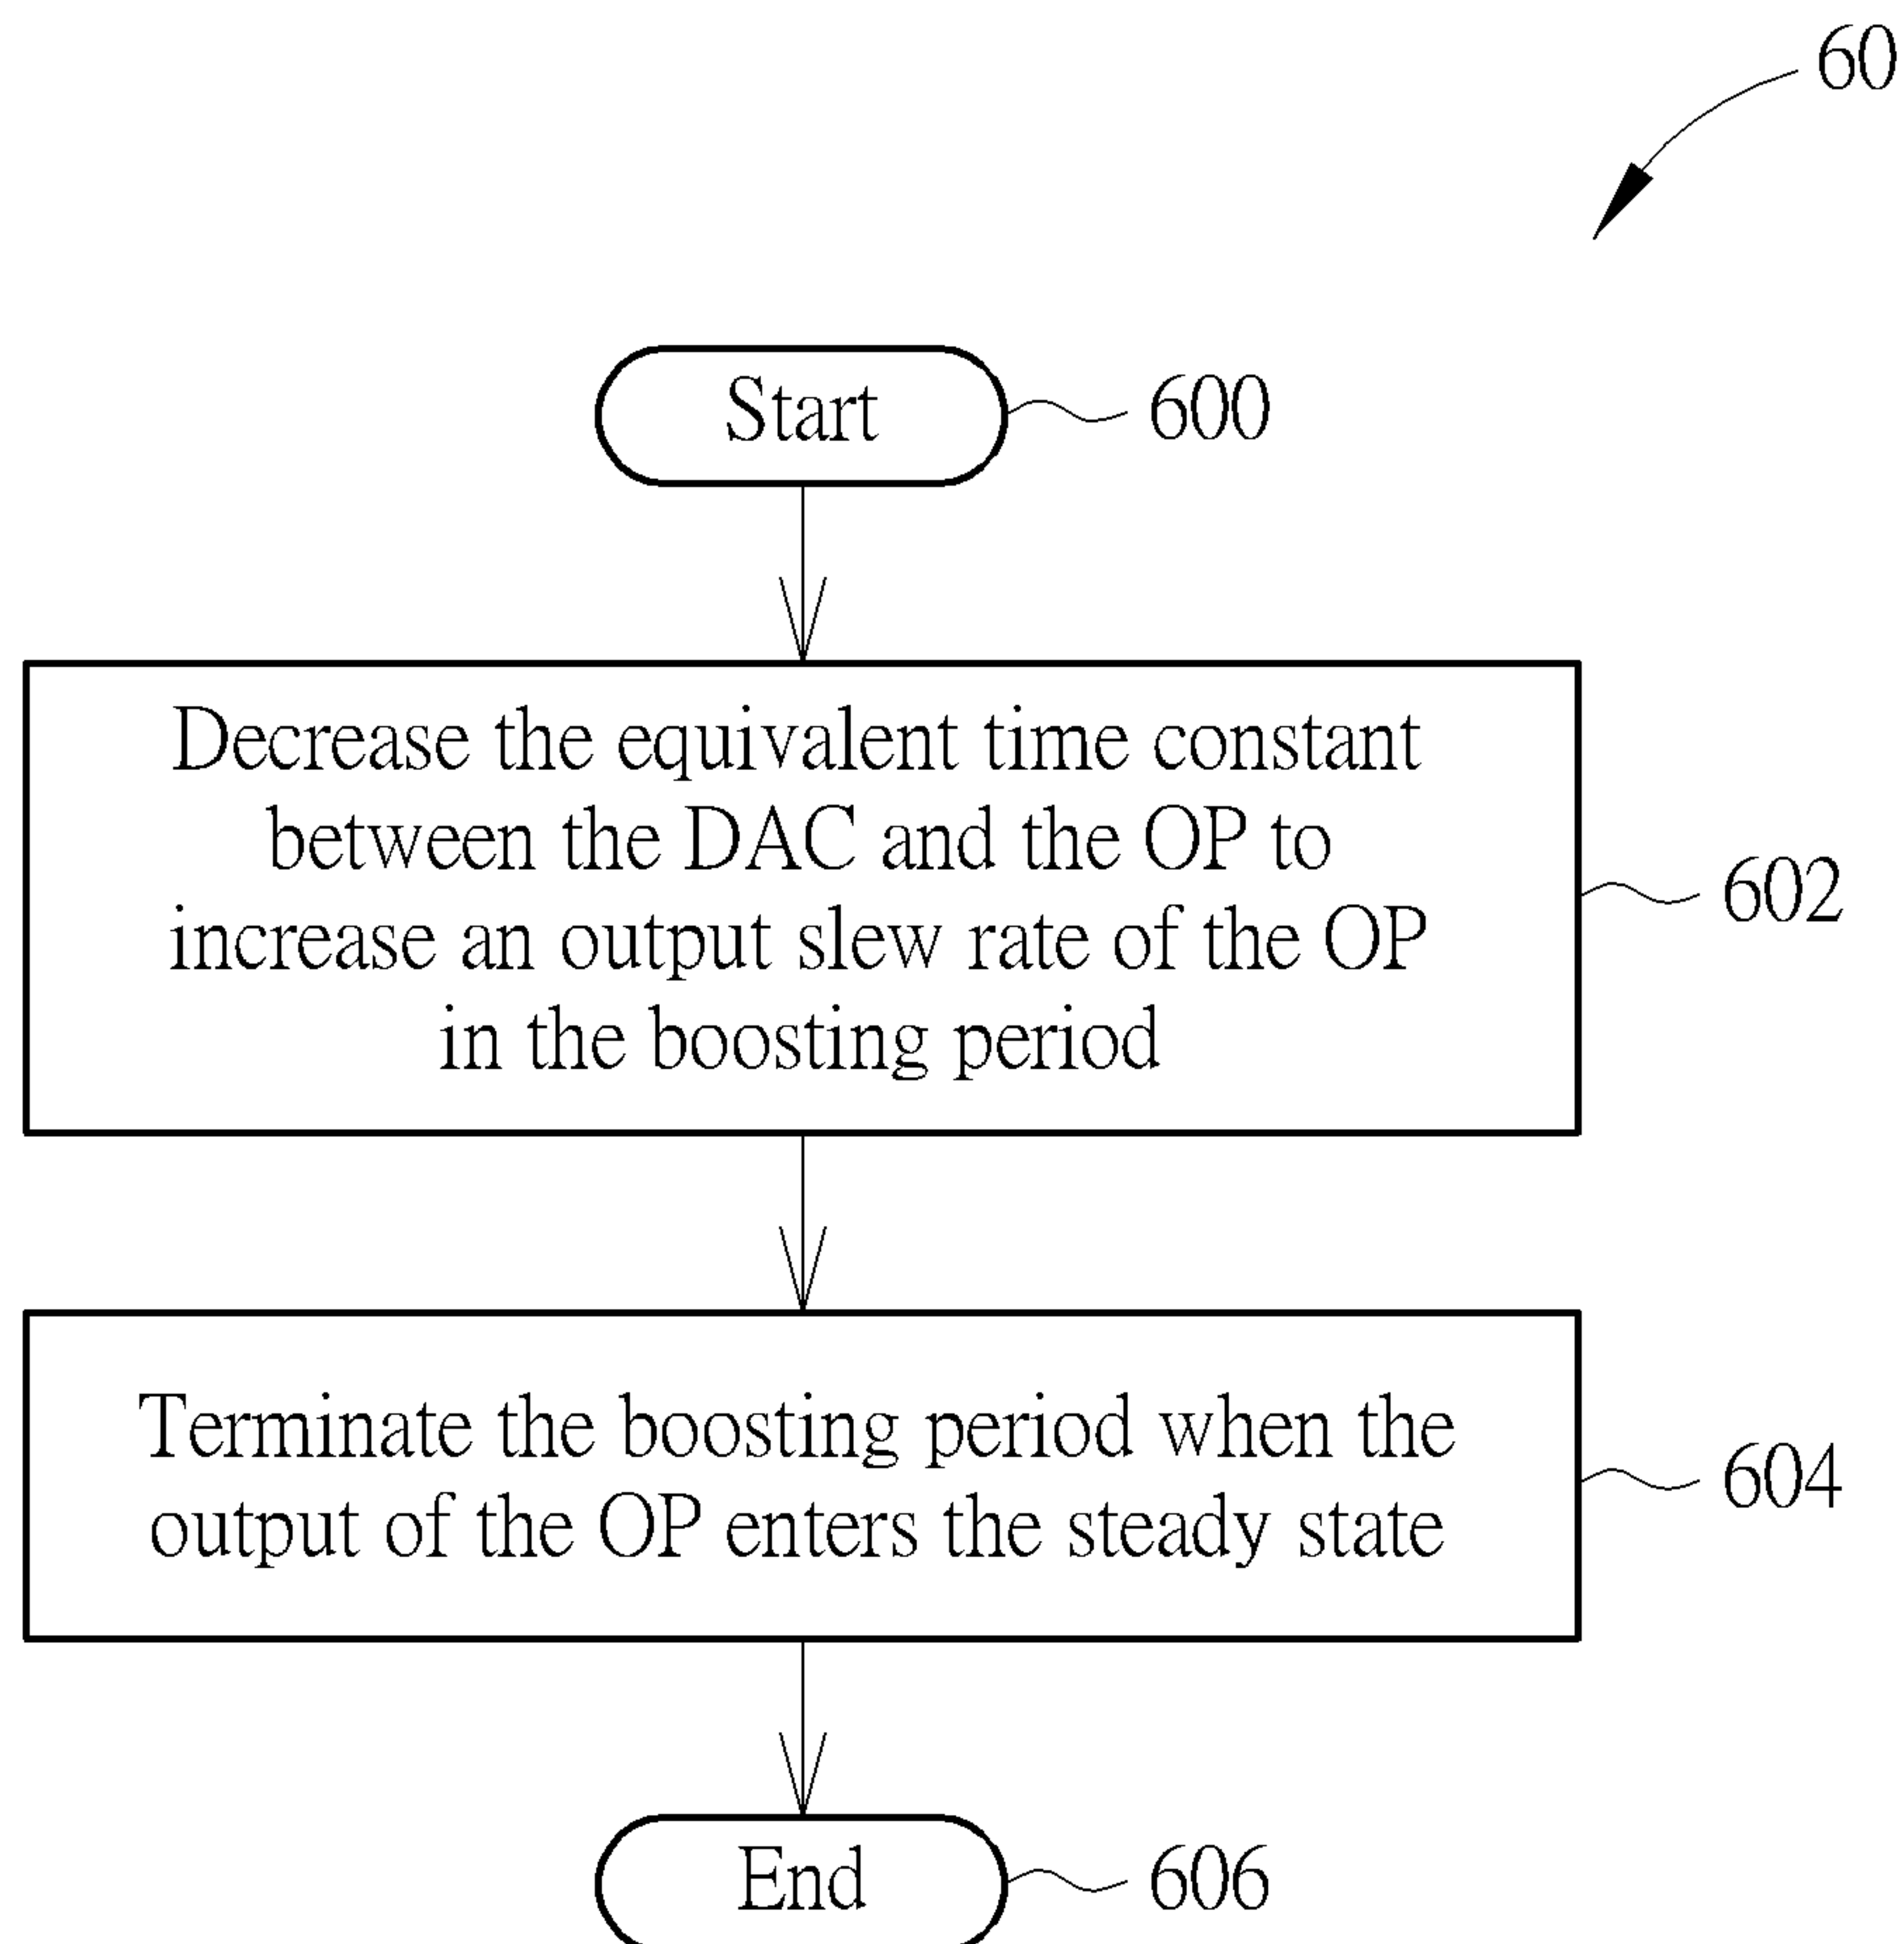 60
Start
600
Decrease the equivalent time constant
between the DAC and the OP to
increase an output slew rate of the OP
in the boosting period
602
Terminate the boosting period when the
output of the OP enters the steady state
604
End
606